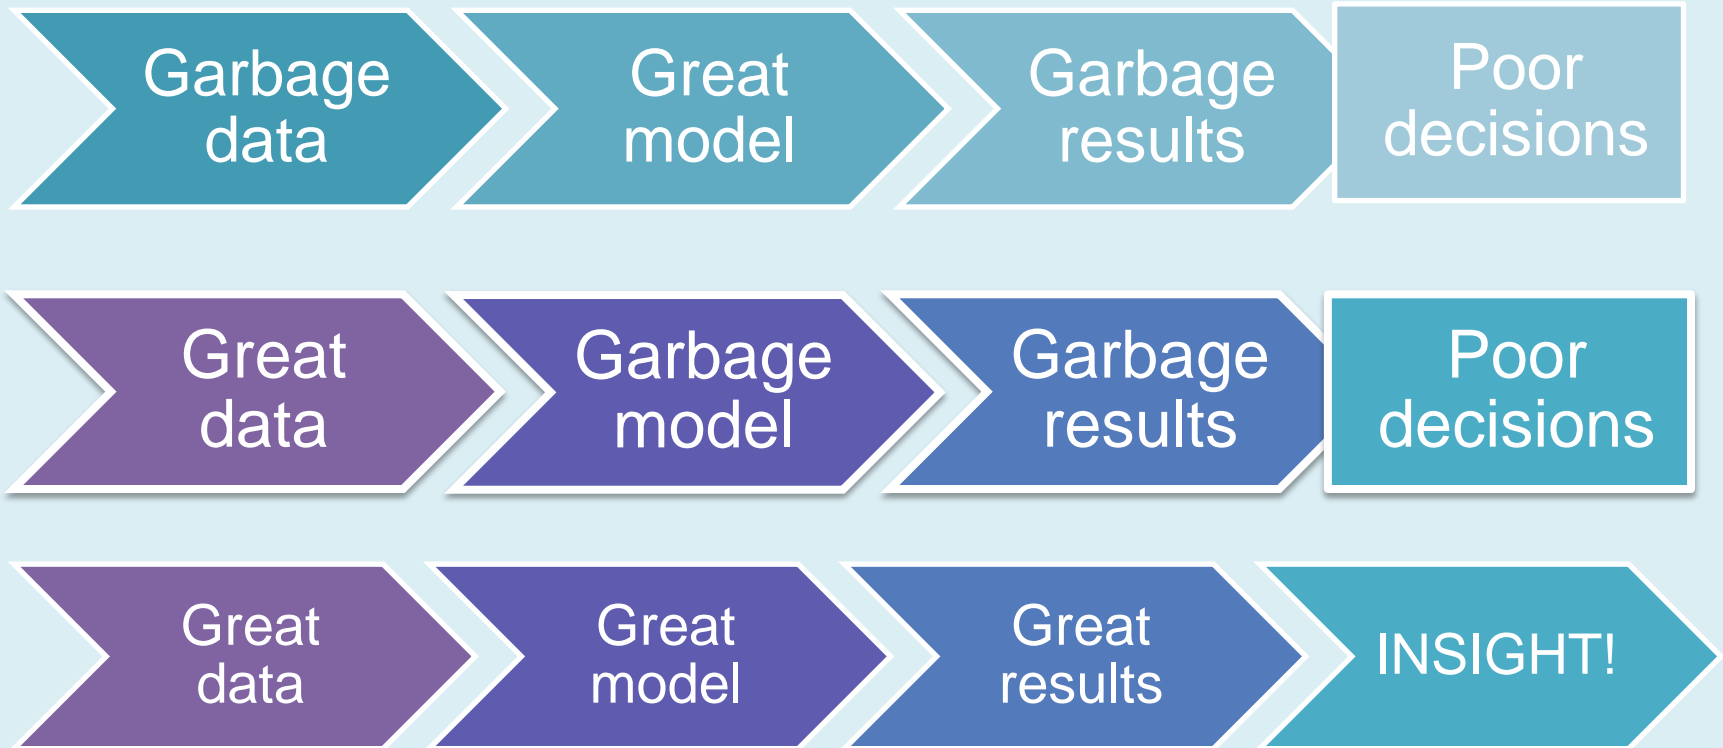 Garbage
data
Great
model
Garbage
results
Poor
decisions
Great
data
Garbage
model
Garbage
results
Poor
decisions
Great
data
Great
model
Great
results
INSIGHT!